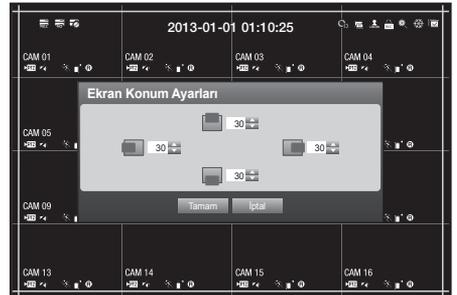 2013-01-01 01:10:25
CAM 01 CAM 02 CAM 03 CAM 04
Ekran Konum Ayarları
30
CAM 05
30 30
30
CAM 09
Tamam İptal
CAM 13 CAM 14 CAM 15 CAM 16